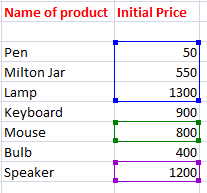 Name of product Initial Price
Pen 50
Milton Jar 550
Lamp 1300
Keyboard 900
Mouse 800
Bulb 400
Speaker 1200